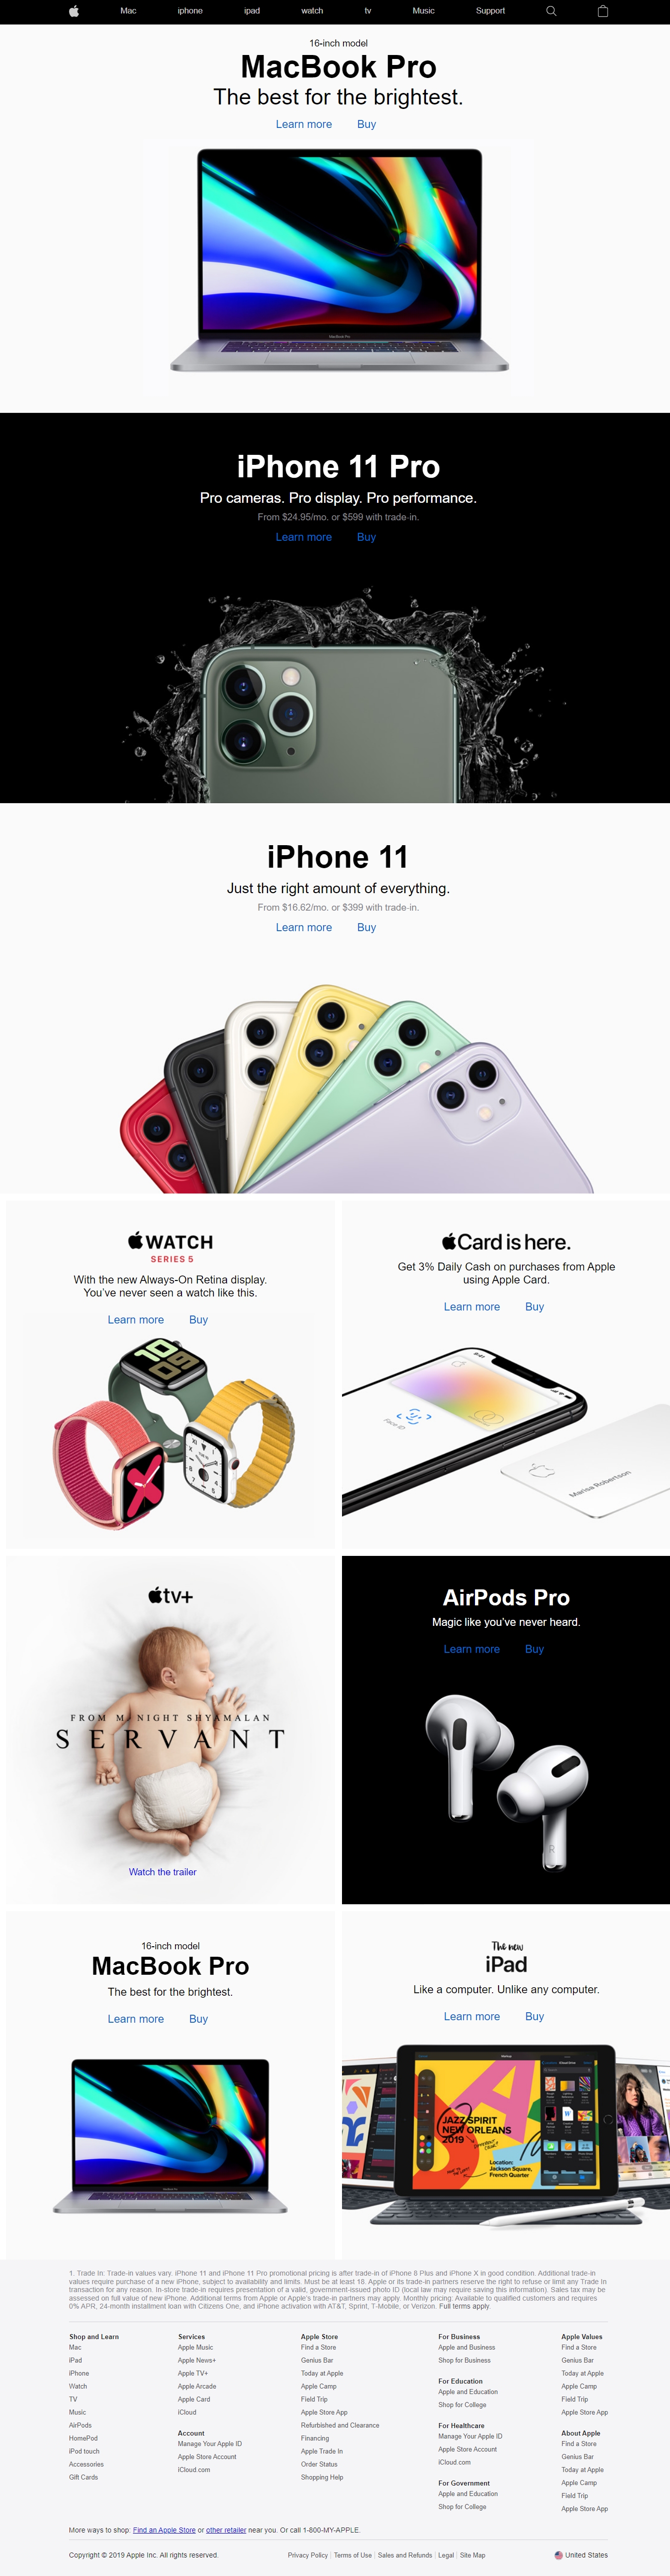 Mac iphone ipad watch tv Music Support
16-inch model
MacBook Pro
The best for the brightest.
Learn more Buy
MacBook Pro
iPhone 11 Pro
Pro cameras. Pro display. Pro performance.
From $24.95/mo. or $599 with trade-in.
Learn more Buy
iPhone 11
Just the right amount of everything.
From $16.62/mo. or $399 with trade-in.
Learn more Buy
WATCH
SERIES 5
With the new Always-On Retina display.
You've never seen a watch like this.
Learn more Buy
10
09
Card is here.
Get 3% Daily Cash on purchases from Apple
using Apple Card.
Learn more Buy
9:41
Face ID
Marisa Robertson
tv+
FROM M. NIGHT SHYAMALAN
SERVANT
Watch the trailer
AirPods Pro
Magic like you've never heard.
Learn more Buy
R
16-inch model
MacBook Pro
The best for the brightest.
Learn more Buy
The new
iPad
Like a computer. Unlike any computer.
Learn more Buy
JAZZ SPIRIT
NEW ORLEANS
2019
Location:
Jackson Square,
French Quarter
1. Trade In. Trade-in values vary. iPhone 11 and iPhone 11 Pro promotional pricing is after trade-in of iPhone 8 Plus and iPhone X in good condition. Additional trade-in
values require purchase of a new iPhone, subject to availability and limits. Must be at least 18. Apple or its trade-in partners reserve the right to refuse or limit any Trade In
transaction for any reason. In-store trade-in requires presentation of a valid, government-issued photo ID (local law may require saving this information). Sales tax may be
assessed on full value of new iPhone. Additional terms from Apple or Apple's trade-in partners may apply. Monthly pricing: Available to qualified customers and requires
0% APR, 24-month installment loan with Citizens One, and iPhone activation with AT&T, Sprint, T-Mobile, or Verizon. Full terms apply.
Shop and Learn
Mac
iPad
iPhone
Watch
TV
Music
AirPods
HomePod
iPod touch
Accessories
Gift Cards
Services
Apple Music
Apple News+
Apple TV+
Apple Arcade
Apple Card
iCloud
Account
Manage Your Apple ID
Apple Store Account
iCloud.com
Apple Store
Find a Store
Genius Bar
Today at Apple
Apple Camp
Field Trip
Apple Store App
Refurbished and Clearance
Financing
Apple Trade In
Order Status
Shopping Help
For Business
Apple and Business
Shop for Business
For Education
Apple and Education
Shop for College
For Healthcare
Manage Your Apple ID
Apple Store Account
iCloud.com
For Government
Apple and Education
Shop for College
Apple Values
Find a Store
Genius Bar
Today at Apple
Apple Camp
Field Trip
Apple Store App
About Apple
Find a Store
Genius Bar
Today at Apple
Apple Camp
Field Trip
Apple Store App
More ways to shop: Find an Apple Store or other retailer near you. Or call 1-800-MY-APPLE.
Copyright © 2019 Apple Inc. All rights reserved. Privacy Policy | Terms of Use | Sales and Refunds | Legal | Site Map United States